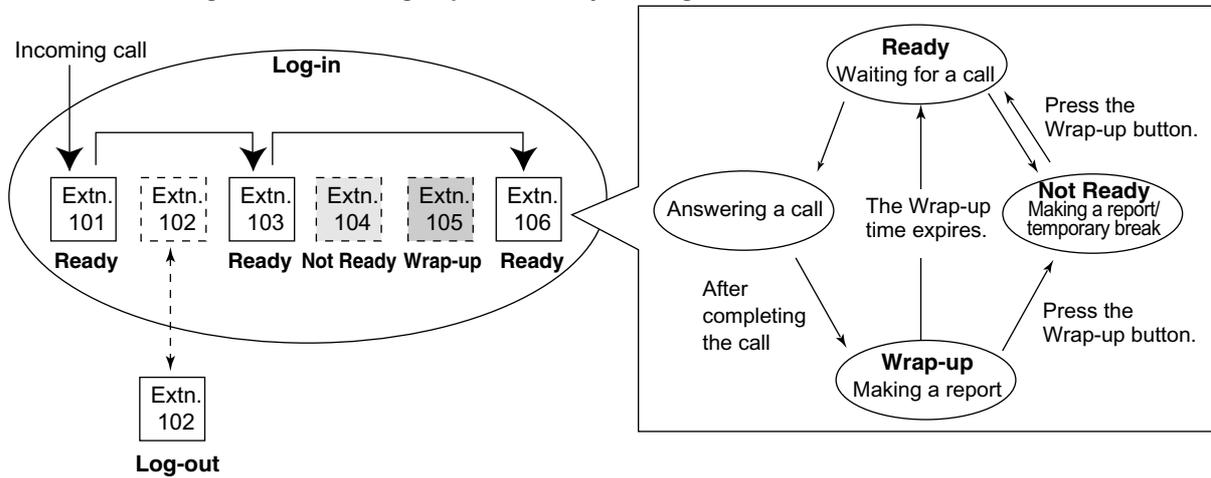 Incoming call
Log-in
Extn.
101
Extn.
102
Extn.
103
Extn.
104
Extn.
105
Extn.
106
Ready
Ready
Not Ready
Wrap-up
Ready
Extn.
102
Log-out
Ready
Waiting for a call
Press the
Wrap-up button.
Answering a call
The Wrap-up
time expires.
Not Ready
Making a report/
temporary break
After
completing
the call
Press the
Wrap-up button.
Wrap-up
Making a report